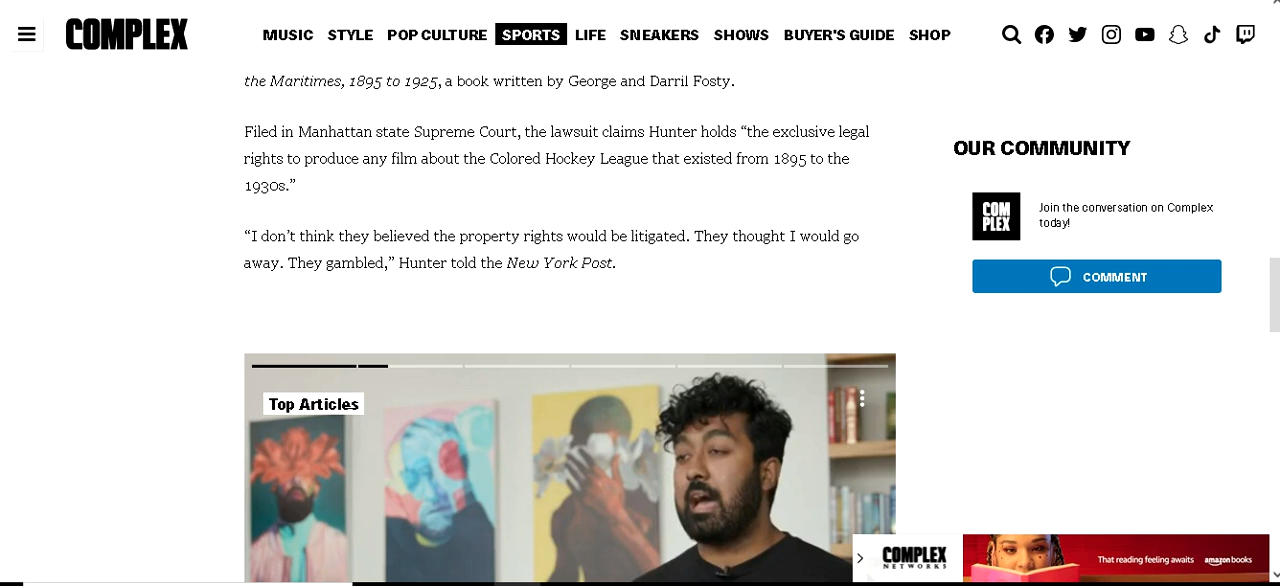 COMPLEX
MUSIC STYLE POP CULTURE SPORTS LIFE SNEAKERS SHOWS BUYER'S GUIDE SHOP
the Maritimes, 1895 to 1925, a book written by George and Darril Fosty.
Filed in Manhattan state Supreme Court, the lawsuit claims Hunter holds “the exclusive legal
rights to produce any film about the Colored Hockey League that existed from 1895 to the
1930s.”
“I don’t think they believed the property rights would be litigated. They thought I would go
away. They gambled,” Hunter told the New York Post.
OUR COMMUNITY
COM
PLEX
Join the conversation on Complex
today!
COMMENT
Top Articles
COMPLEX
NETWORKS
That reading feeling awaits
amazon books